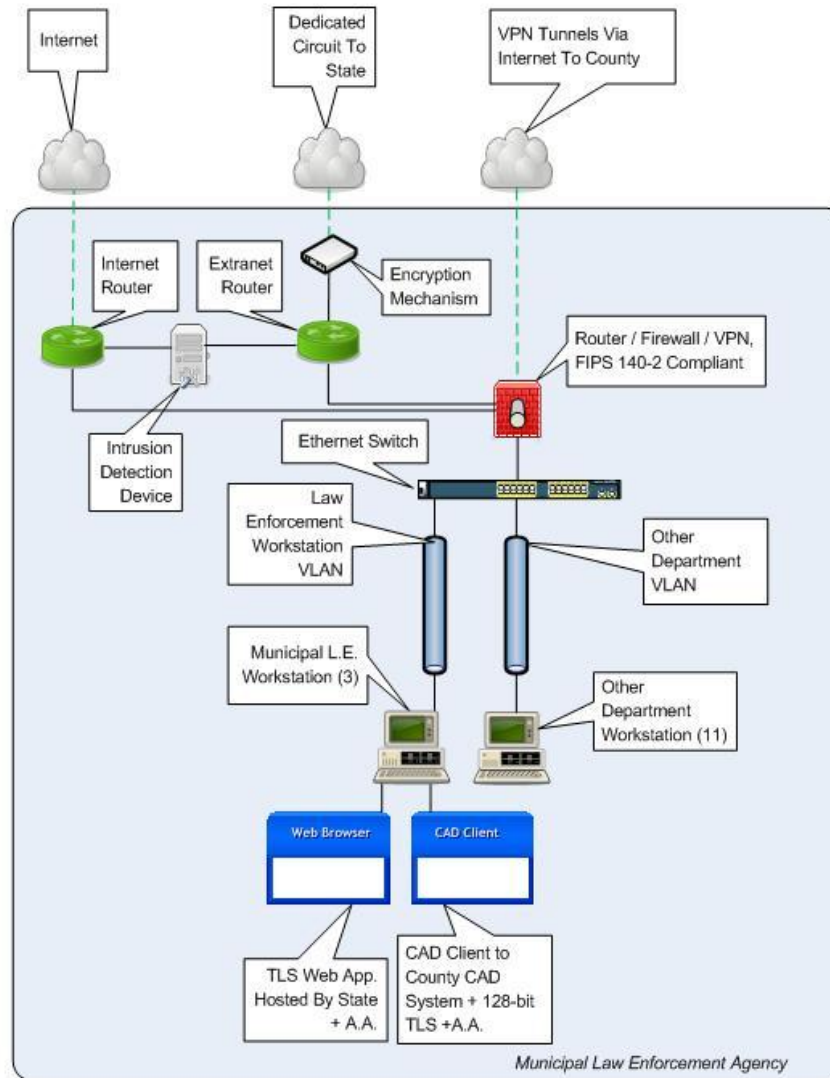 Internet
Dedicated
Circuit To
State
VPN Tunnels Via
Internet To County
Internet
Router
Extranet
Router
Encryption
Mechanism
Router / Firewall / VPN,
FIPS 140-2 Compliant
Intrusion
Detection
Device
Ethernet Switch
Law
Enforcement
Workstation
VLAN
Other
Department
VLAN
Municipal L.E.
Workstation (3)
Other
Department
Workstation (11)
Web Browser
CAD Client
TLS Web App.
Hosted By State
+ A.A.
CAD Client to
County CAD
System + 128-bit
TLS +A.A.
Municipal Law Enforcement Agency